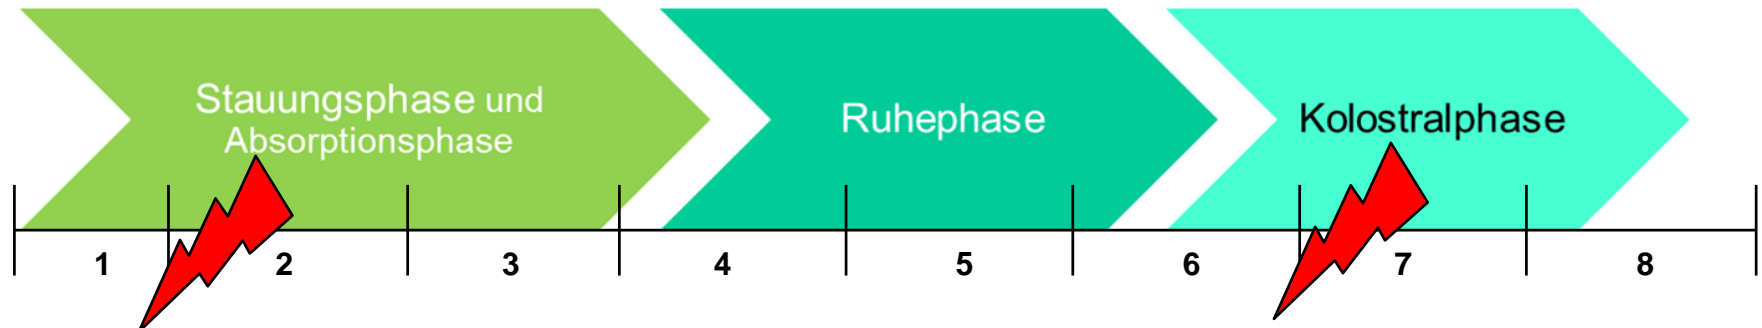 Stauungsphase und
Absorptionsphase
Ruhephase
Kolostralphase
1 2 3 4 5 6 7 8